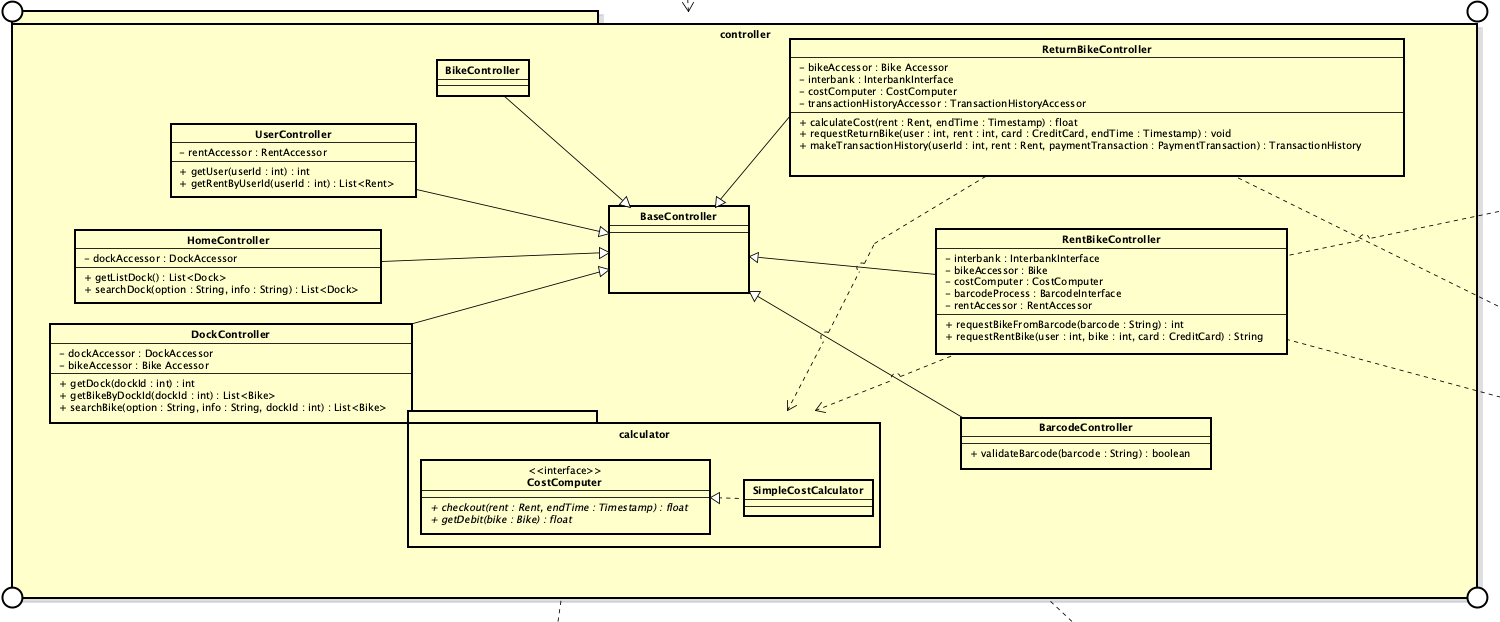 controller
BikeController
ReturnBikeController
– bikeAccessor : Bike Accessor
– interbank : InterbankInterface
– costComputer : CostComputer
– transactionHistoryAccessor : TransactionHistoryAccessor
+ calculateCost(rent : Rent, endTime : Timestamp) : float
+ requestReturnBike(user : int, rent : int, card : CreditCard, endTime : Timestamp) : void
+ makeTransactionHistory(userId : int, rent : Rent, paymentTransaction : PaymentTransaction) : TransactionHistory
UserController
– rentAccessor : RentAccessor
+ getUser(userId : int) : int
+ getRentByUserId(userId : int) : List<Rent>
BaseController
HomeController
– dockAccessor : DockAccessor
+ getListDock() : List<Dock>
+ searchDock(option : String, info : String) : List<Dock>
RentBikeController
– interbank : InterbankInterface
– bikeAccessor : Bike
– costComputer : CostComputer
– barcodeProcess : BarcodeInterface
– rentAccessor : RentAccessor
+ requestBikeFromBarcode(barcode : String) : int
+ requestRentBike(user : int, bike : int, card : CreditCard) : String
DockController
– dockAccessor : DockAccessor
– bikeAccessor : Bike Accessor
+ getDock(dockId : int) : int
+ getBikeByDockId(dockId : int) : List<Bike>
+ searchBike(option : String, info : String, dockId : int) : List<Bike>
calculator
<<interface>>
CostComputer
+ checkout(rent : Rent, endTime : Timestamp) : float
+ getDebit(bike : Bike) : float
SimpleCostCalculator
BarcodeController
+ validateBarcode(barcode : String) : boolean